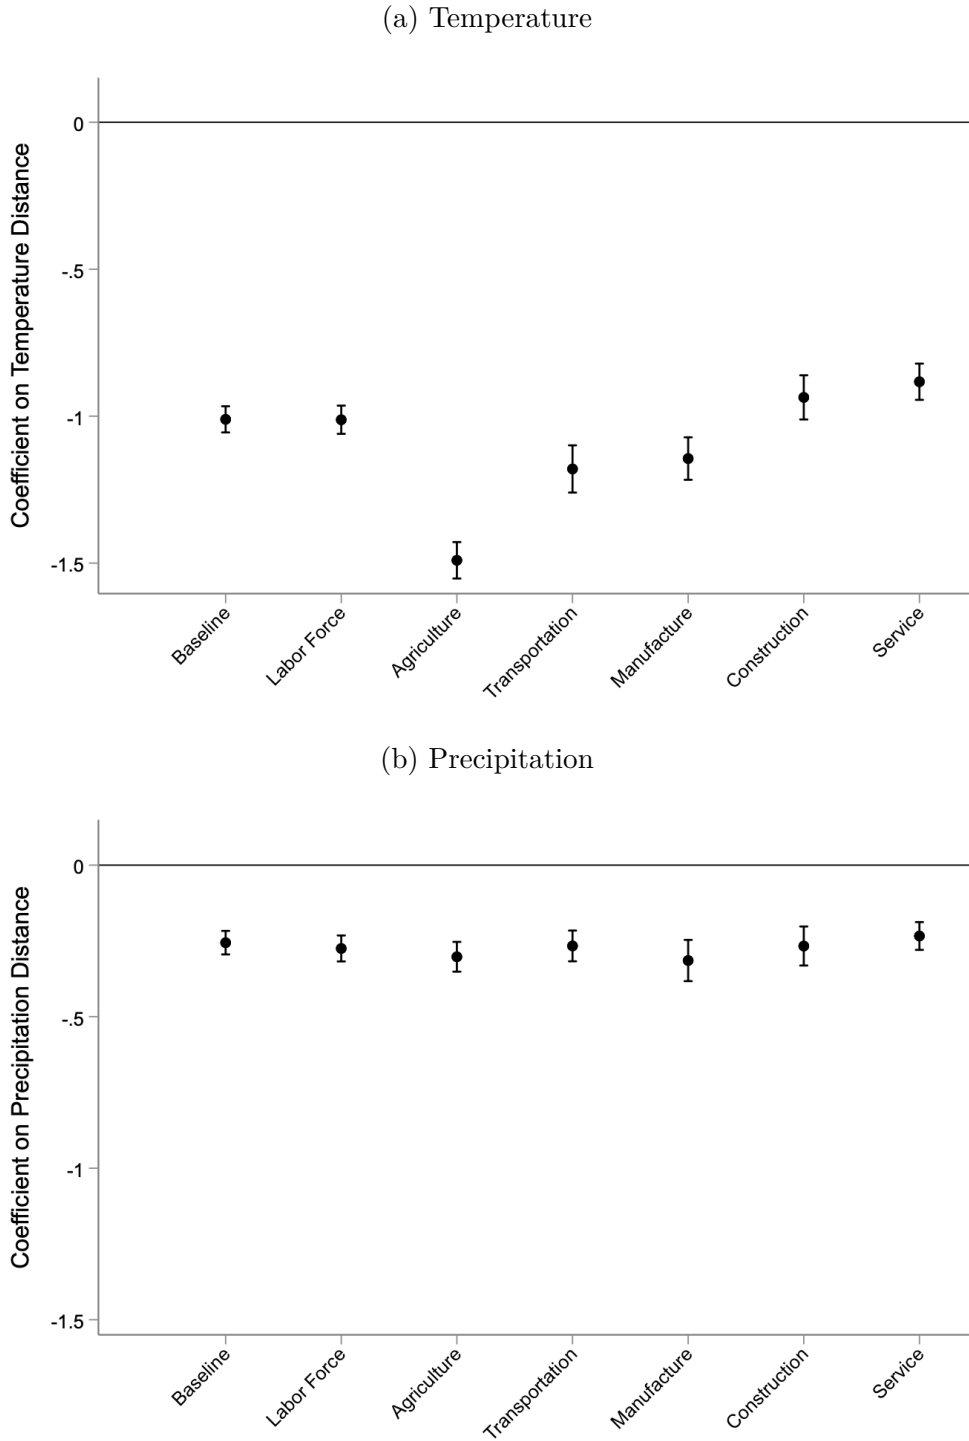 (a) Temperature
Coefficient on Temperature Distance
0
-.5
-1
-1.5
Baseline
Labor Force
Agriculture
Transportation
Manufacture
Construction
Service
(b) Precipitation
Coefficient on Precipitation Distance
0
-.5
-1
-1.5
Baseline
Labor Force
Agriculture
Transportation
Manufacture
Construction
Service